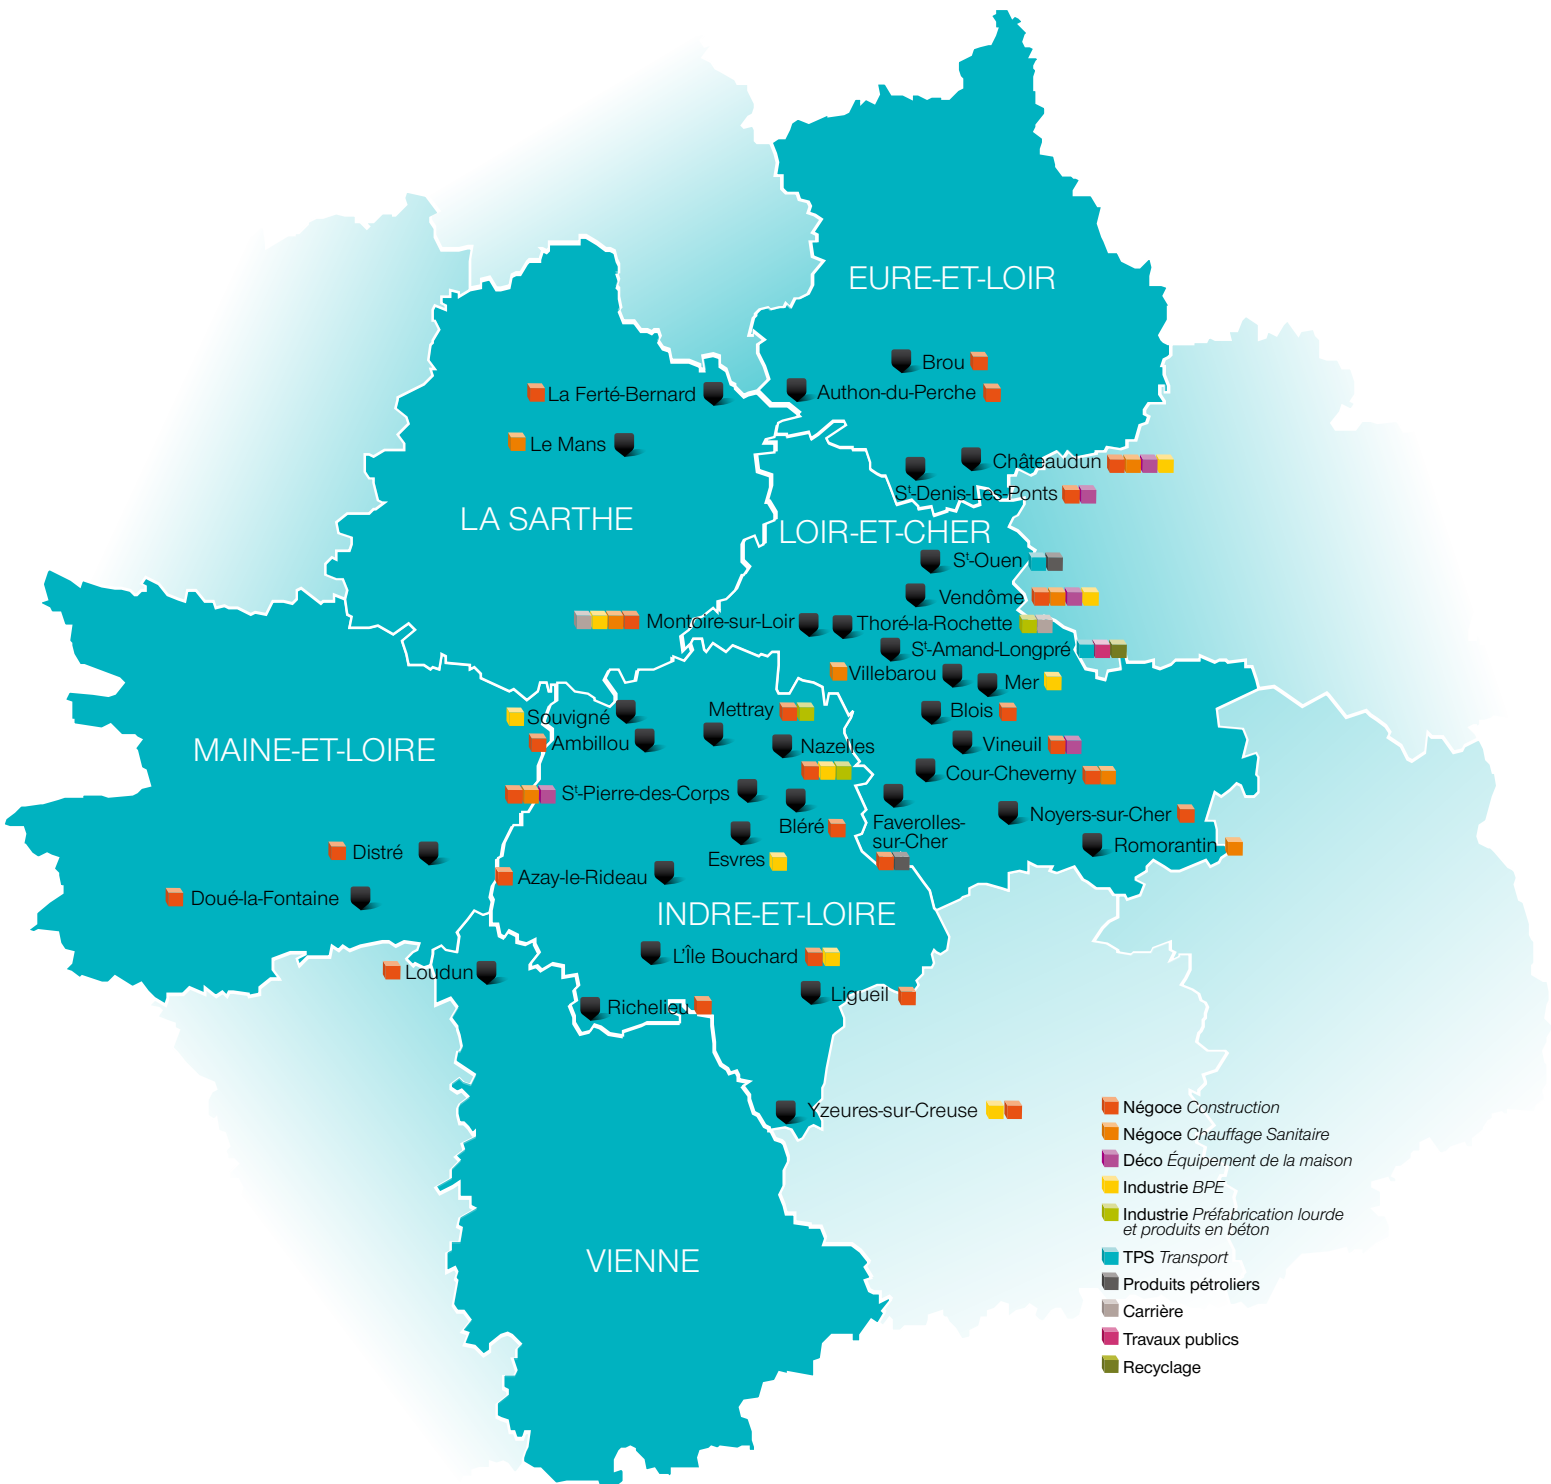 EURE-ET-LOIR
Brou
La Ferté-Bernard
Authon-du-Perche
Le Mans
Châteaudun
St-Denis-Les-Ponts
LA SARTHE
LOIR-ET-CHER
St-Ouen
Vendôme
Montoire-sur-Loir
Thoré-la-Rochette
St-Amand-Longpré
Villebarou
Mer
Souvigné
Mettray
Blois
Ambillou
Nazelles
Vineuil
MAINE-ET-LOIRE
Cour-Cheverny
St-Pierre-des-Corps
Noyers-sur-Cher
Bléré
Faverolles-
sur-Cher
Romorantin
Distré
Esvres
Azay-le-Rideau
Doué-la-Fontaine
INDRE-ET-LOIRE
L'Île Bouchard
Loudun
Ligueil
Richelieu
Yzeures-sur-Creuse
VIENNE
Négoce Construction
Négoce Chauffage Sanitaire
Déco Équipement de la maison
Industrie BPE
Industrie Préfabrication lourde
et produits en béton
TPS Transport
Produits pétroliers
Carrière
Travaux publics
Recyclage